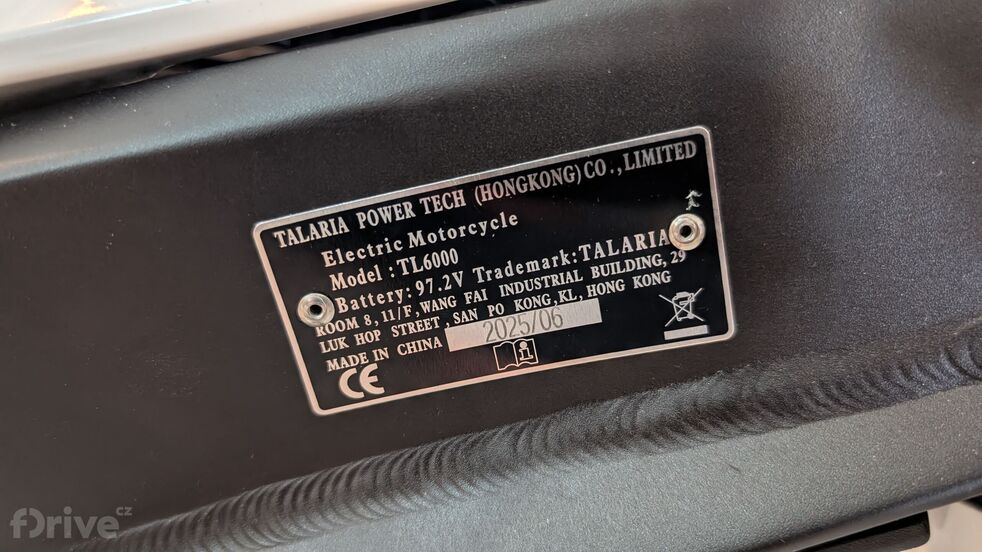 TALARIA POWER TECH (HONGKONG)CO.,LIMITED
Electric Motorcycle
Model:TL6000
Battery:97.2V Trademark:TALARIA
ROOM 8,11/F,WANG FAI INDUSTRIAL BUILDING,29
LUK HOP STREET,SAN PO KONG,KL,HONG KONG
MADE IN CHINA 2025/06
CE
fDrive.cz